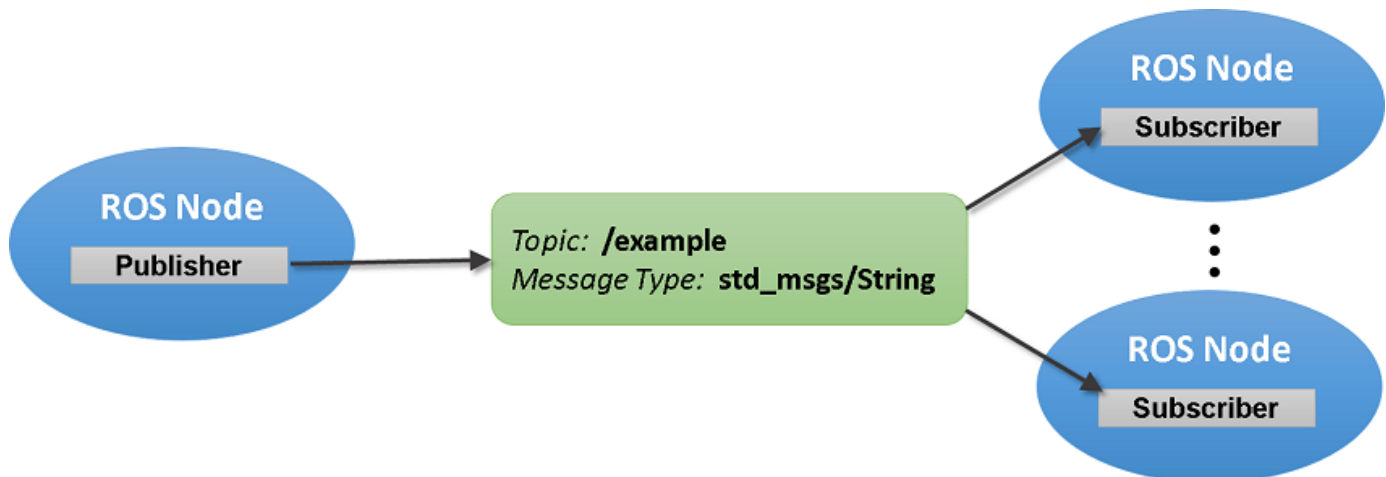 ROS Node
Publisher
Topic: /example
Message Type: std_msgs/String
ROS Node
Subscriber
ROS Node
Subscriber